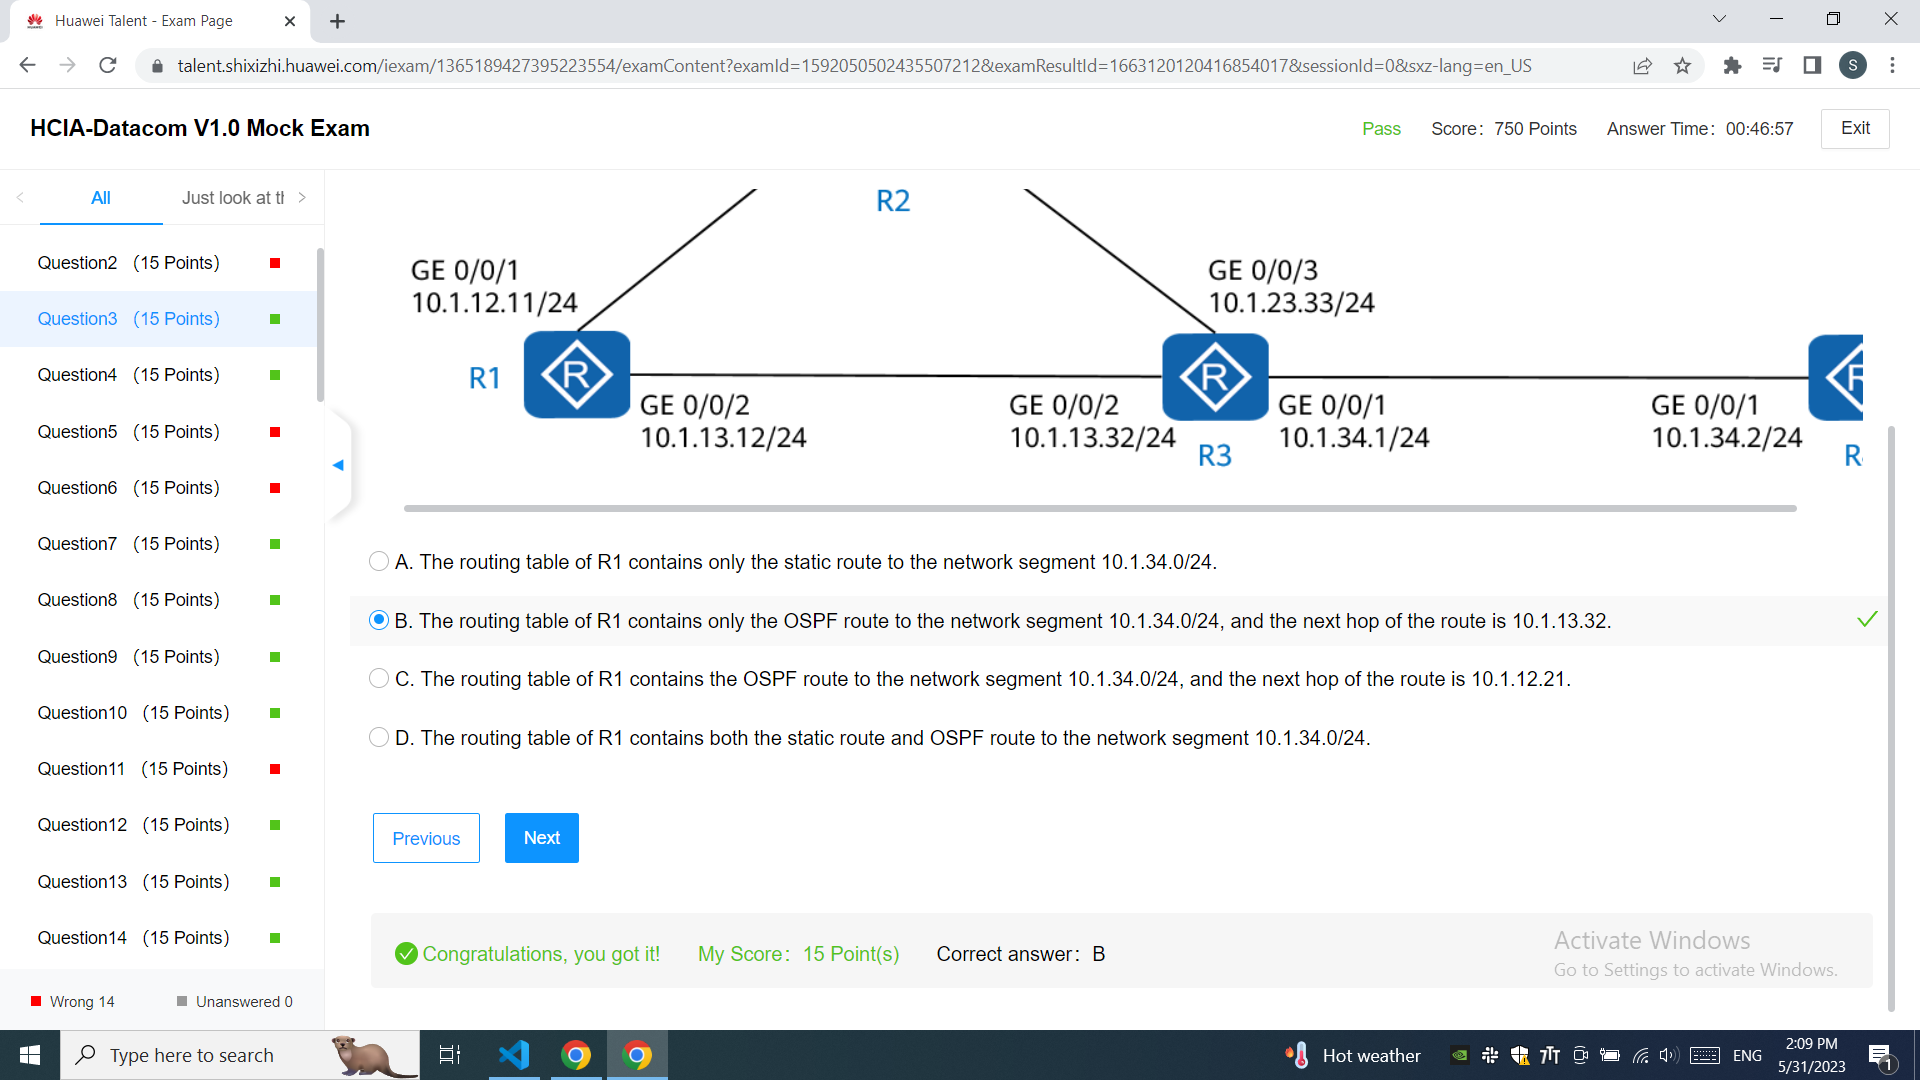 Huawei Talent - Exam Page
talent.shixizhi.huawei.com/iexam/1365189427395223554/examContent?examId=1592050502435507212&examResultId=1663120120416854017&sessionId=0&sxz-lang=en_US
S
HCIA-Datacom V1.0 Mock Exam
Pass
Score： 750 Points
Answer Time： 00:46:57
Exit
All
Just look at th
Question2 （15 Points）
Question3 （15 Points）
Question4 （15 Points）
Question5 （15 Points）
Question6 （15 Points）
Question7 （15 Points）
Question8 （15 Points）
Question9 （15 Points）
Question10 （15 Points）
Question11 （15 Points）
Question12 （15 Points）
Question13 （15 Points）
Question14 （15 Points）
Wrong 14
Unanswered 0
R2
GE 0/0/1
10.1.12.11/24
GE 0/0/3
10.1.23.33/24
R
R
R
R1
GE 0/0/2
10.1.13.12/24
GE 0/0/2
10.1.13.32/24
R3
GE 0/0/1
10.1.34.1/24
GE 0/0/1
10.1.34.2/24
R
A. The routing table of R1 contains only the static route to the network segment 10.1.34.0/24.
B. The routing table of R1 contains only the OSPF route to the network segment 10.1.34.0/24, and the next hop of the route is 10.1.13.32.
C. The routing table of R1 contains the OSPF route to the network segment 10.1.34.0/24, and the next hop of the route is 10.1.12.21.
D. The routing table of R1 contains both the static route and OSPF route to the network segment 10.1.34.0/24.
Previous
Next
Congratulations, you got it!
My Score： 15 Point(s)
Correct answer： B
Activate Windows
Go to Settings to activate Windows.
Type here to search
Hot weather
ENG
2:09 PM
5/31/2023
1